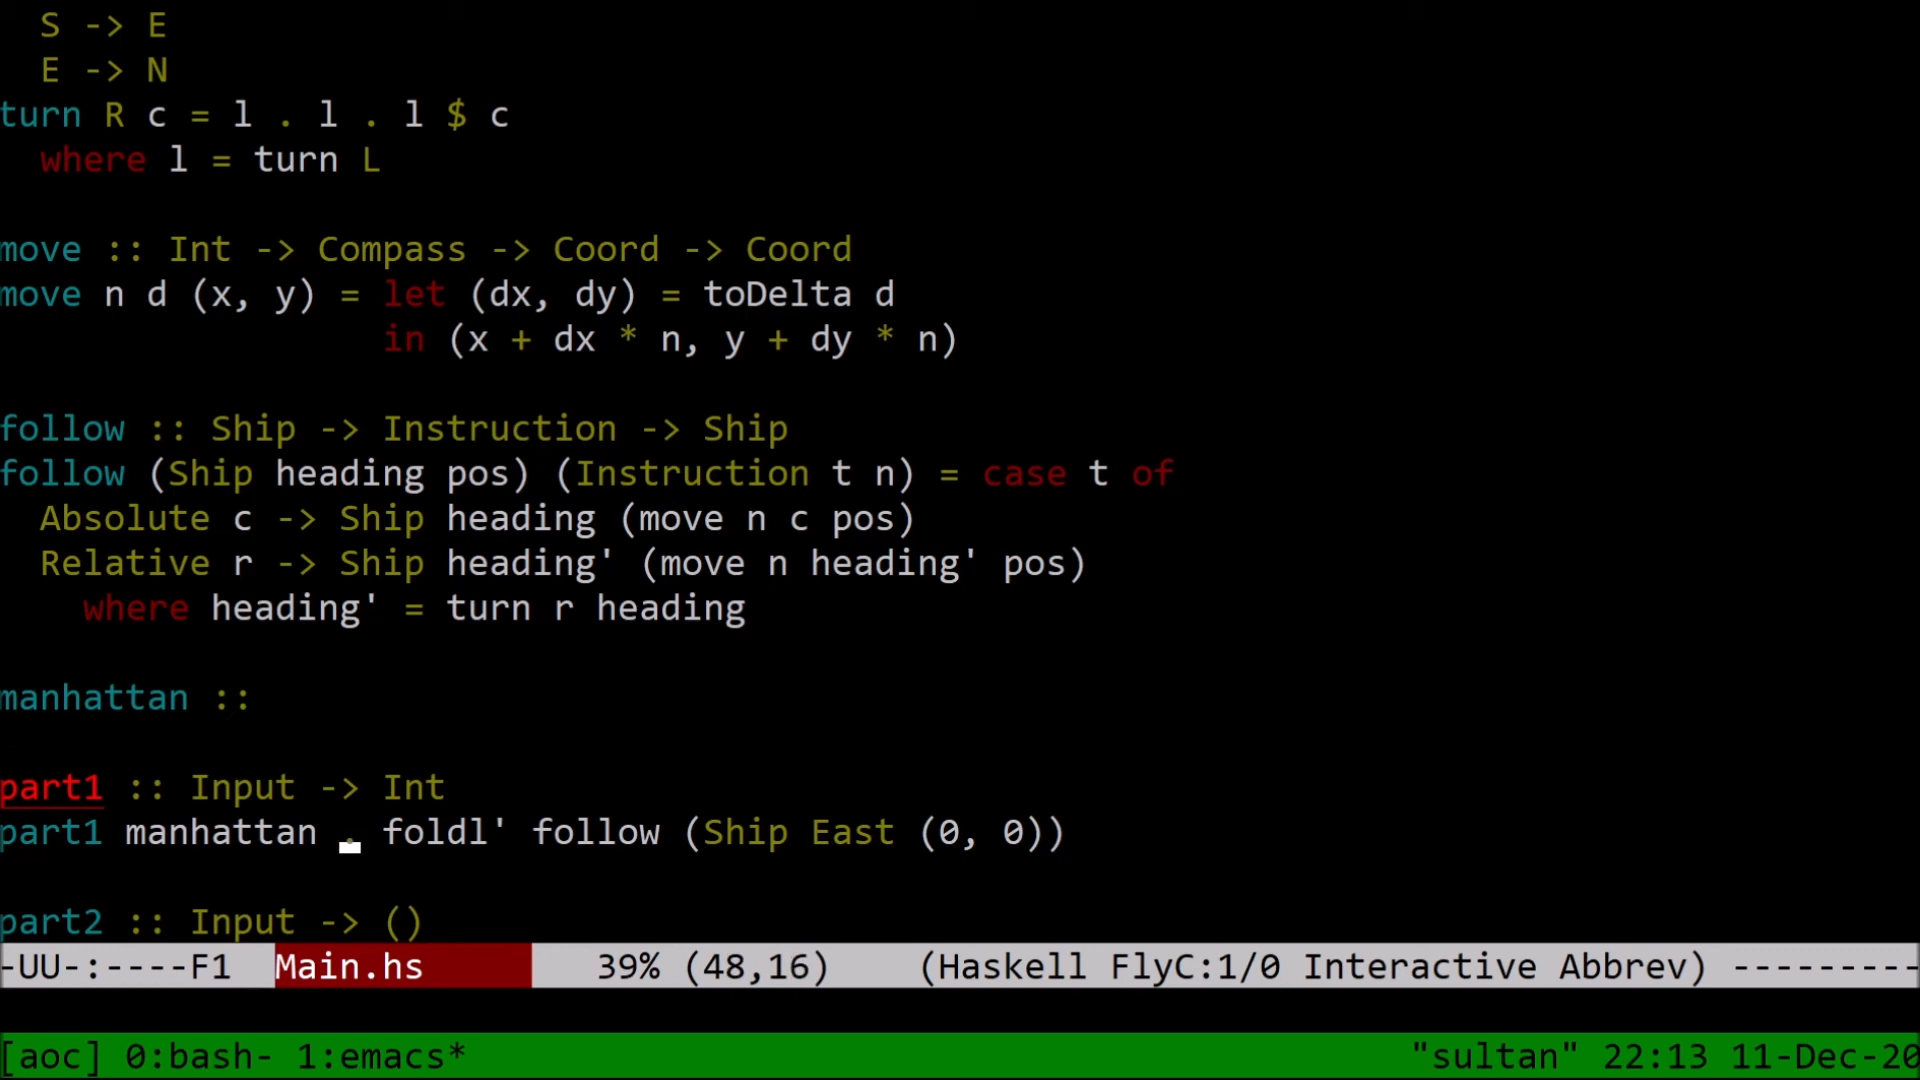 S -> E
E -> N
turn R c = l . l . l $ c
where l = turn L
move :: Int -> Compass -> Coord -> Coord
move n d (x, y) = let (dx, dy) = toDelta d
in (x + dx * n, y + dy * n)
follow :: Ship -> Instruction -> Ship
follow (Ship heading pos) (Instruction t n) = case t of
Absolute c -> Ship heading (move n c pos)
Relative r -> Ship heading' (move n heading' pos)
where heading' = turn r heading
manhattan ::
part1 :: Input -> Int
part1 manhattan . foldl' follow (Ship East (0, 0))
part2 :: Input -> ()
-UU-:----F1 Main.hs 39% (48,16) (Haskell FlyC:1/0 Interactive Abbrev) ---------
[aoc] 0:bash- 1:emacs* "sultan" 22:13 11-Dec-20